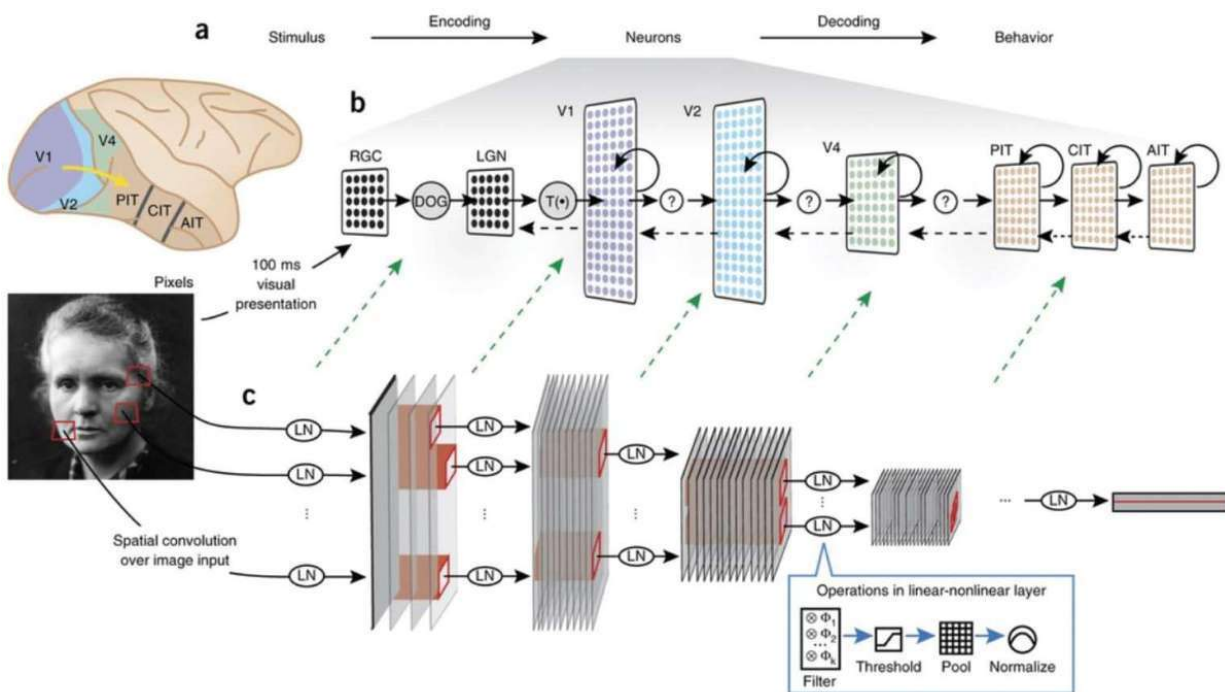 a
Stimulus
Encoding
Neurons
Decoding
Behavior
V1
V4
V2
PIT
CIT
AIT
b
RGC
DOG
LGN
T(•)
V1
?
V2
?
V4
?
PIT
CIT
AIT
100 ms
visual
presentation
Pixels
c
LN
LN
...
LN
LN
LN
...
LN
LN
...
LN
LN
...
LN
...
LN
Spatial convolution
over image input
Operations in linear-nonlinear layer
⊗ Φ1
⊗ Φ2
...
⊗ Φk
Filter
Threshold
Pool
Normalize